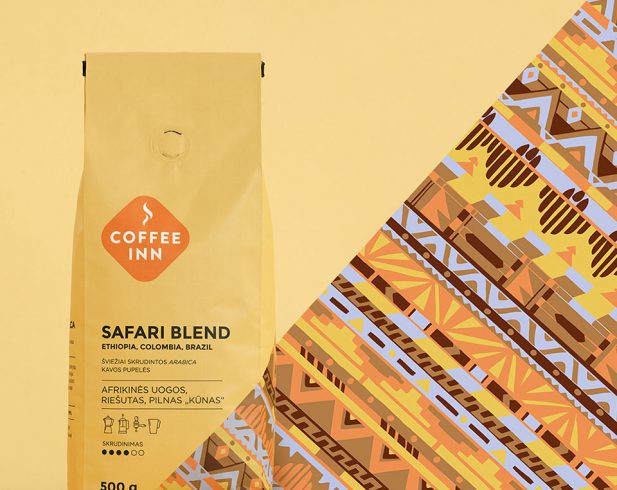 COFFEE
INN
SAFARI BLEND
ETHIOPIA, COLOMBIA, BRAZIL
ŠVIEŽIAI SKRUDINTOS ARABICA
KAVOS PUPELĖS
AFRIKINĖS UOGOS,
RIEŠUTAS, PILNAS „KŪNAS“
SKRUDINIMAS
500 g